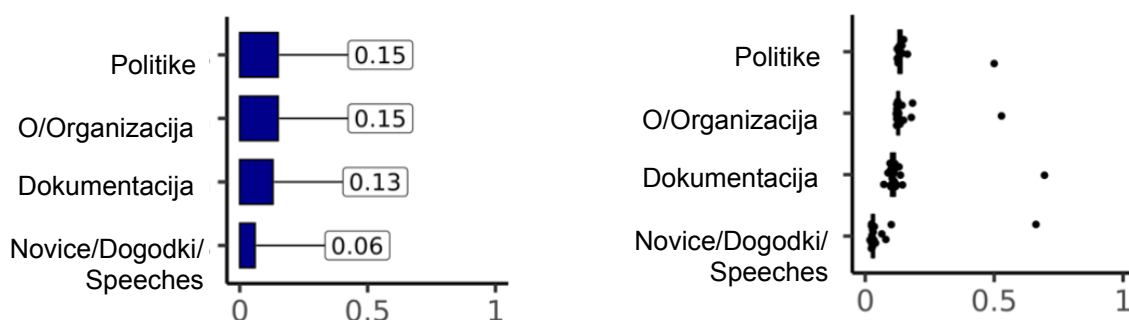 Politike
0.15
O/Organizacija
0.15
Dokumentacija
0.13
Novice/Dogodki/
Speeches
0.06
0
0.5
1
Politike
O/Organizacija
Dokumentacija
Novice/Dogodki/
Speeches
0
0.5
1